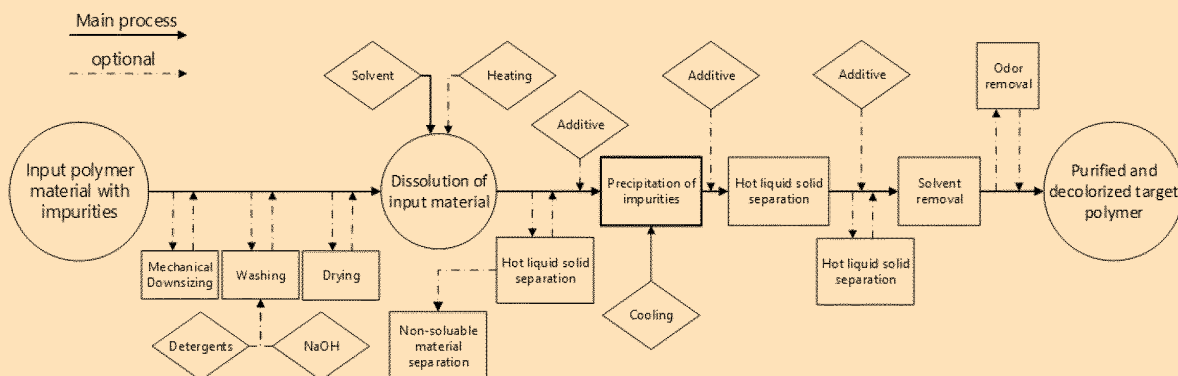 Main process
optional
Solvent
Heating
Additive
Additive
Additive
Odor
removal
Input polymer
material with
impurities
Dissolution of
input material
Precipitation of
impurities
Hot liquid solid
separation
Solvent
removal
Purified and
decolorized target
polymer
Mechanical
Downsizing
Washing
Drying
Hot liquid solid
separation
Hot liquid solid
separation
Detergents
NaOH
Non-soluable
material
separation
Cooling